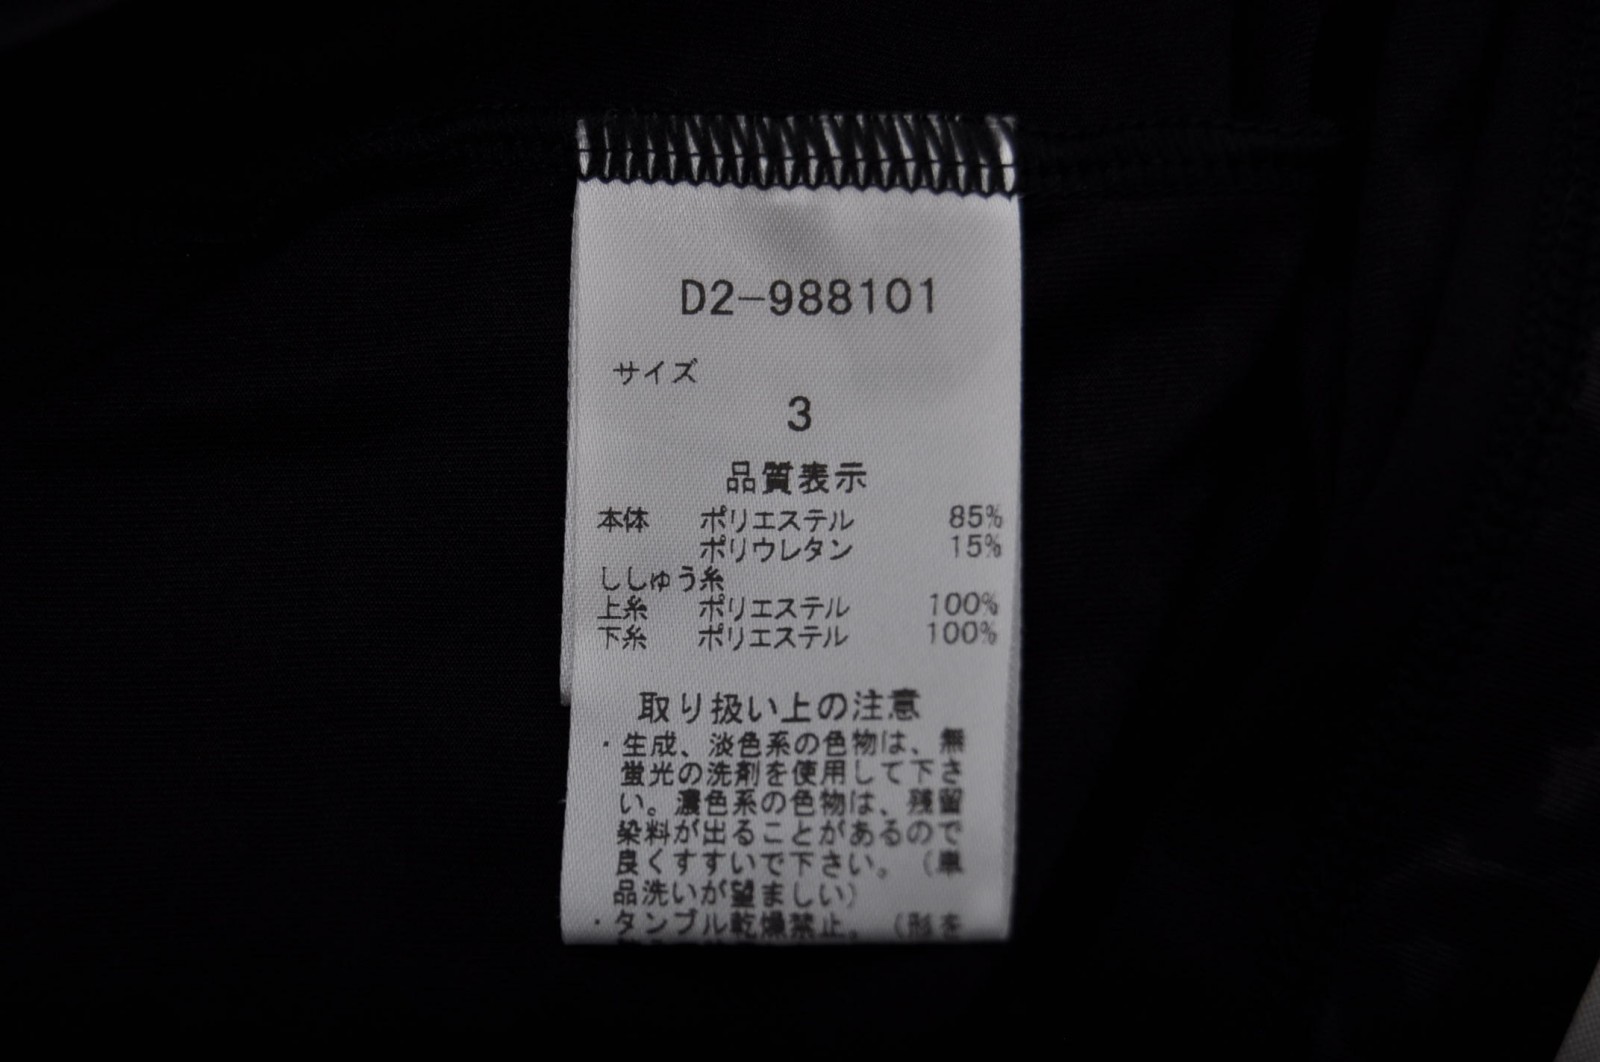 D2-988101
サイズ
3
品質表示
本体 ポリエステル 85%
ポリウレタン 15%
ししゅう糸
上糸 ポリエステル 100%
下糸 ポリエステル 100%
取り扱い上の注意
・生成、淡色系の色物は、無
蛍光の洗剤を使用して下さ
い。濃色系の色物は、残留
染料が出ることがあるので
良くすすいで下さい。（単
品洗いが望ましい）
・タンブル乾燥禁止。（形を